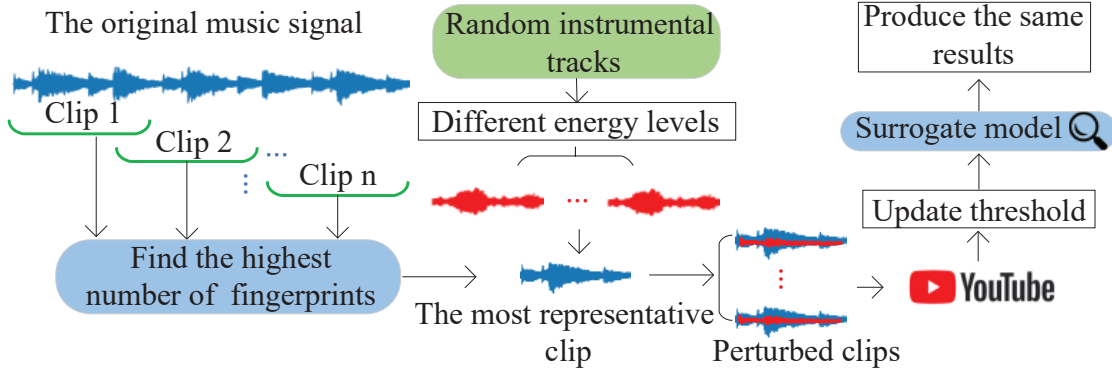 The original music signal
Clip 1
Clip 2
Clip n
Find the highest
number of fingerprints
Random instrumental
tracks
Different energy levels
The most representative
clip
Perturbed clips
YouTube
Update threshold
Surrogate model
Produce the same
results